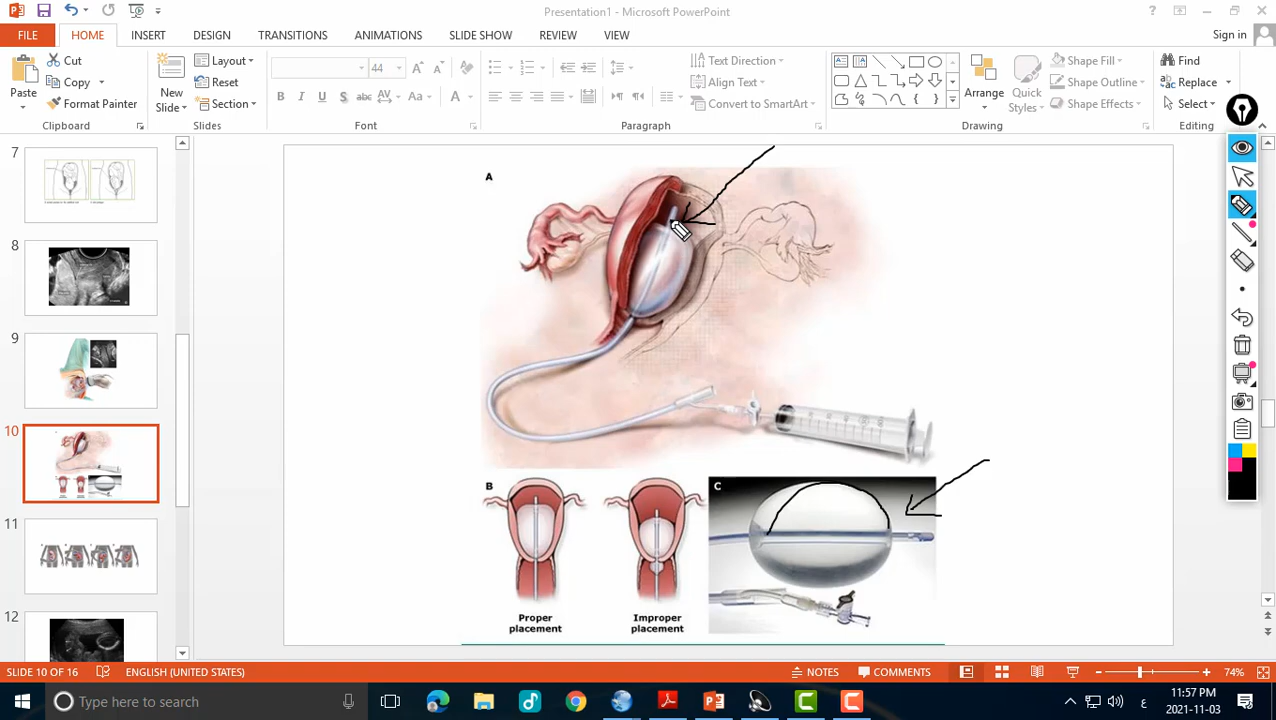 Presentation1 - Microsoft PowerPoint
Sign in
FILE HOME INSERT DESIGN TRANSITIONS ANIMATIONS SLIDE SHOW REVIEW VIEW
Paste
Cut
Copy
Format Painter
Clipboard
New Slide
Layout
Reset
Section
Slides
44
B I U S abc AV Aa A
Font
Text Direction
Align Text
Convert to SmartArt
Paragraph
Arrange
Quick Styles
Shape Fill
Shape Outline
Shape Effects
Drawing
Find
Replace
Select
Editing
7
8
9
10
11
12
A
B
C
Proper
placement
Improper
placement
SLIDE 10 OF 16 ENGLISH (UNITED STATES) NOTES COMMENTS 74%
Type here to search
ع
11:57 PM
2021-11-03